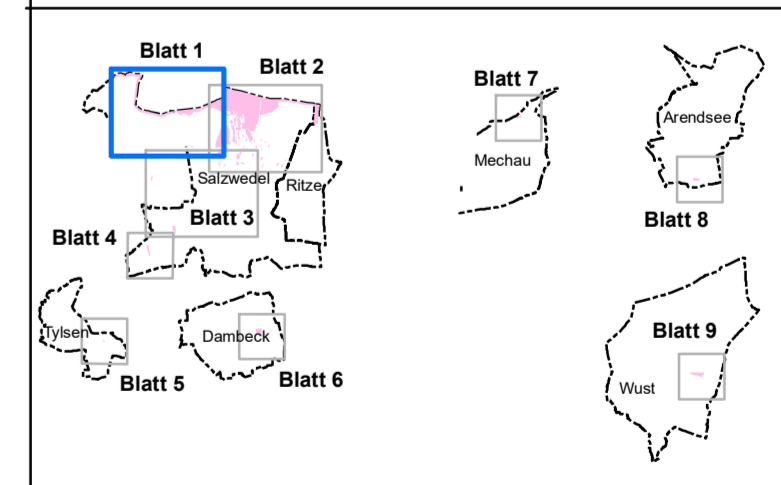 Blatt 1
Blatt 2
Blatt 7
Arendsee
Mechau
Salzwedel
Ritze
Blatt 3
Blatt 8
Blatt 4
Tylsen
Dambeck
Blatt 9
Blatt 5
Blatt 6
Wust